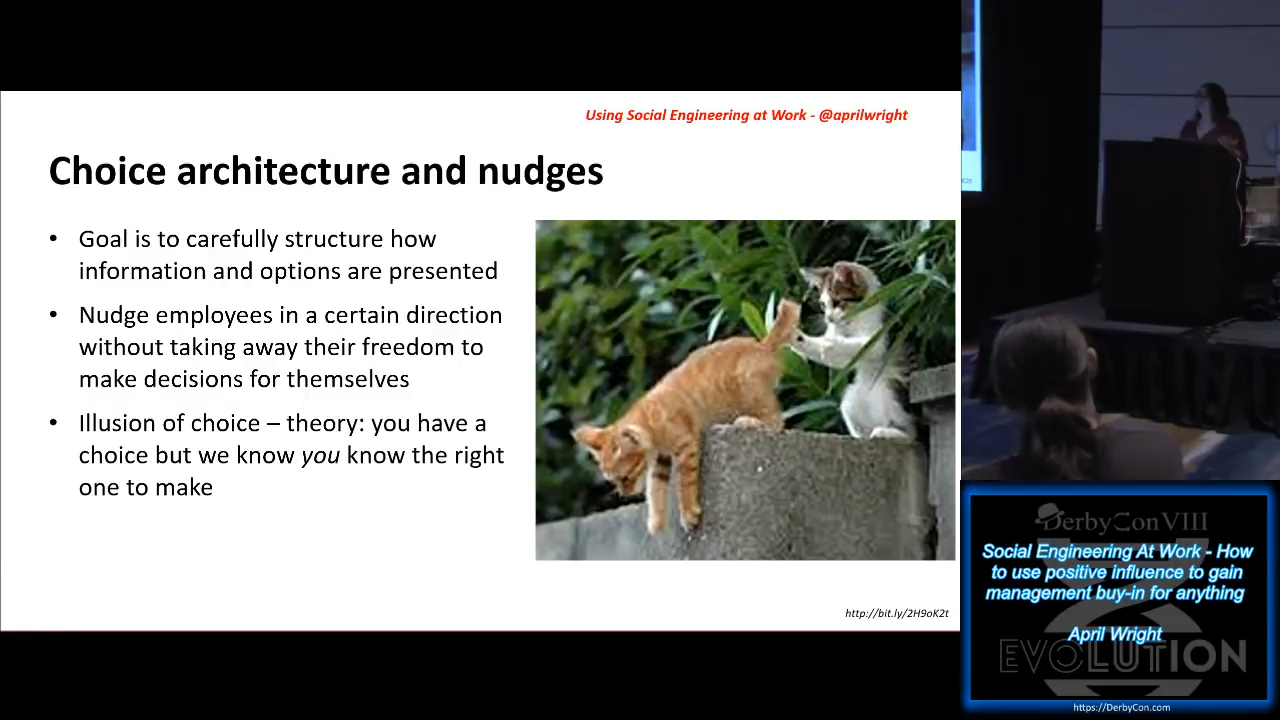 Using Social Engineering at Work - @aprilwright
Choice architecture and nudges
• Goal is to carefully structure how
information and options are presented
• Nudge employees in a certain direction
without taking away their freedom to
make decisions for themselves
• Illusion of choice – theory: you have a
choice but we know you know the right
one to make
http://bit.ly/2H9oK2t
DerbyCon VIII
Social Engineering At Work - How
to use positive influence to gain
management buy-in for anything
April Wright
EVOLUTION
https://DerbyCon.com